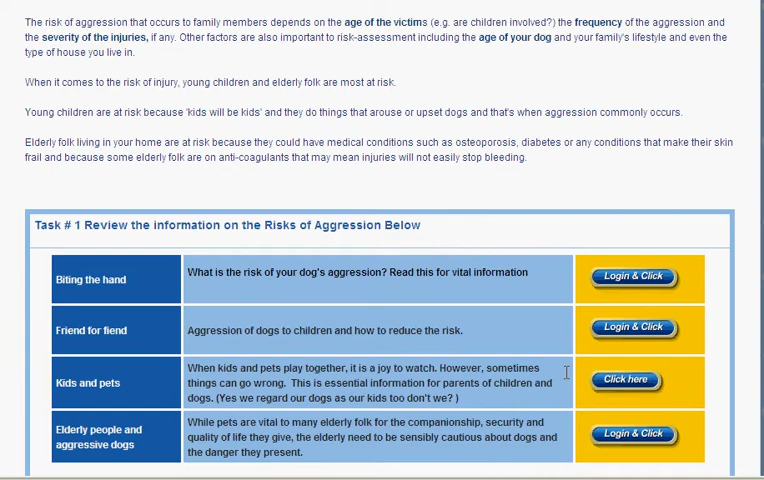 The risk of aggression that occurs to family members depends on the age of the victims (e.g. are children involved?) the frequency of the aggression and
the severity of the injuries, if any. Other factors are also important to risk-assessment including the age of your dog and your family's lifestyle and even the
type of house you live in.
When it comes to the risk of injury, young children and elderly folk are most at risk.
Young children are at risk because 'kids will be kids' and they do things that arouse or upset dogs and that's when aggression commonly occurs.
Elderly folk living in your home are at risk because they could have medical conditions such as osteoporosis, diabetes or any conditions that make their skin
frail and because some elderly folk are on anti-coagulants that may mean injuries will not easily stop bleeding.
Task # 1 Review the information on the Risks of Aggression Below
Biting the hand
What is the risk of your dog's aggression? Read this for vital information
Login & Click
Friend for fiend
Aggression of dogs to children and how to reduce the risk.
Login & Click
Kids and pets
When kids and pets play together, it is a joy to watch. However, sometimes
things can go wrong. This is essential information for parents of children and
dogs. (Yes we regard our dogs as our kids too don't we? )
Click here
Elderly people and
aggressive dogs
While pets are vital to many elderly folk for the companionship, security and
quality of life they give, the elderly need to be sensibly cautious about dogs and
the danger they present.
Login & Click